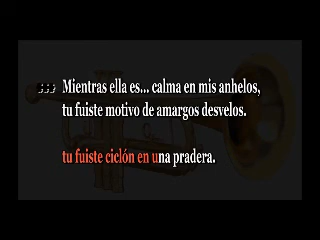 Mientras ella es... calma en mis anhelos,
tu fuiste motivo de amargos desvelos.
tu fuiste ciclón en una pradera.